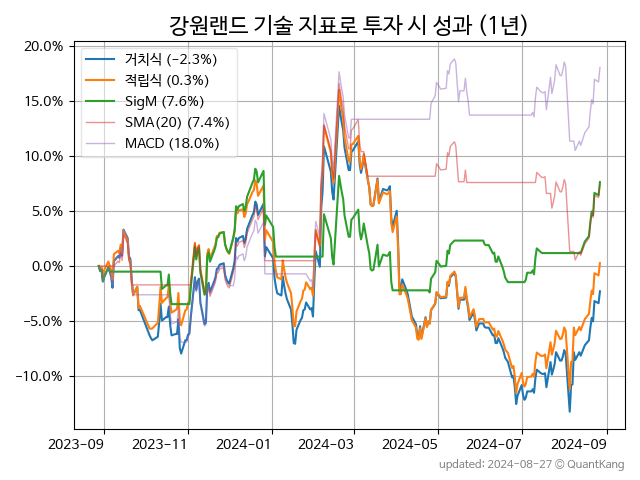 강원랜드 기술 지표로 투자 시 성과 (1년)
거치식 (-2.3%)
적립식 (0.3%)
SigM (7.6%)
SMA(20) (7.4%)
MACD (18.0%)
20.0%
15.0%
10.0%
5.0%
0.0%
-5.0%
-10.0%
2023-09 2023-11 2024-01 2024-03 2024-05 2024-07 2024-09
updated: 2024-08-27 © QuantKang